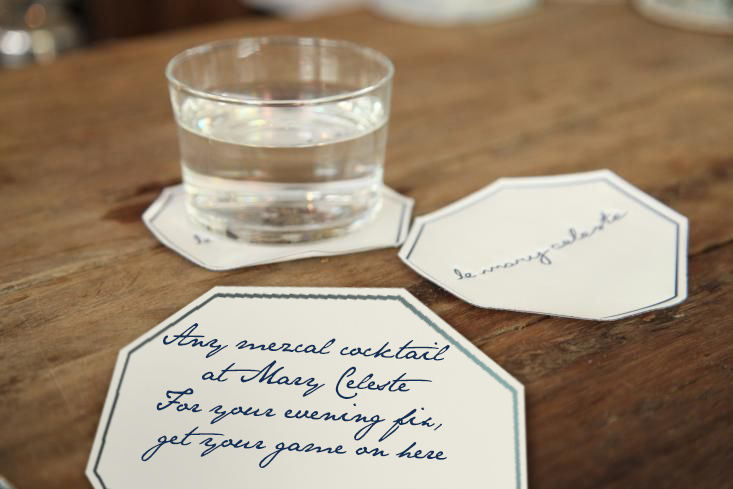 le
le mary celeste
Any mezcal cocktail
at Mary Celeste
For your evening fix,
get your game on here